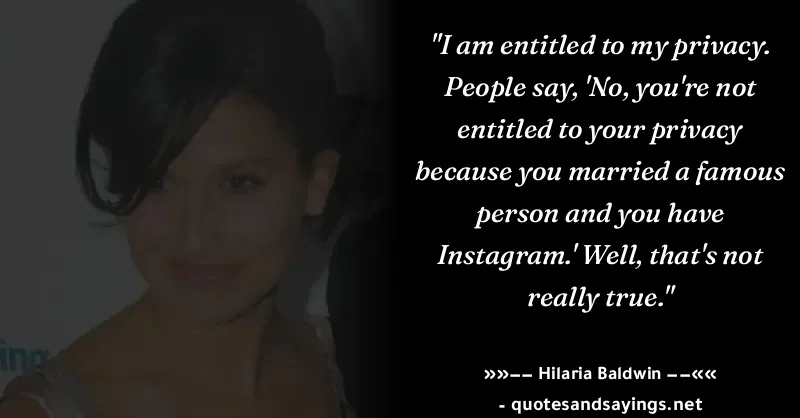 "I am entitled to my privacy.
People say, 'No, you're not
entitled to your privacy
because you married a famous
person and you have
Instagram.' Well, that's not
really true."
»»—— Hilaria Baldwin ——««
- quotesandsayings.net
ing